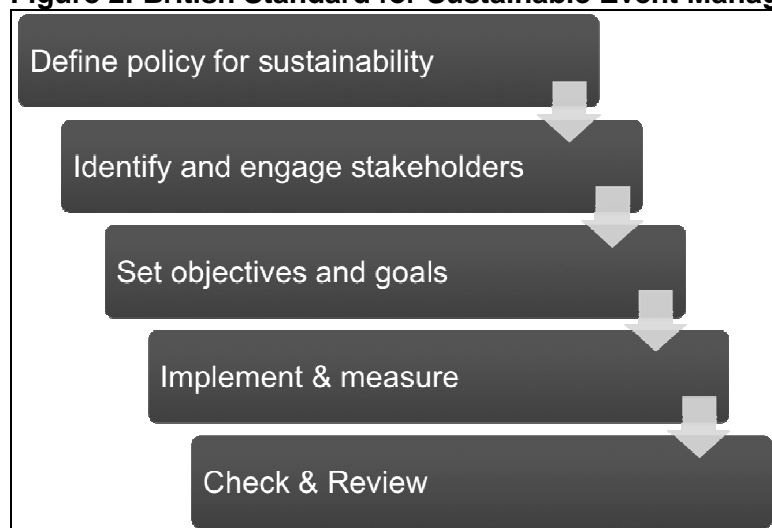 Figure 2: British Standard for Sustainable Event Manag
Define policy for sustainability
Identify and engage stakeholders
Set objectives and goals
Implement & measure
Check & Review